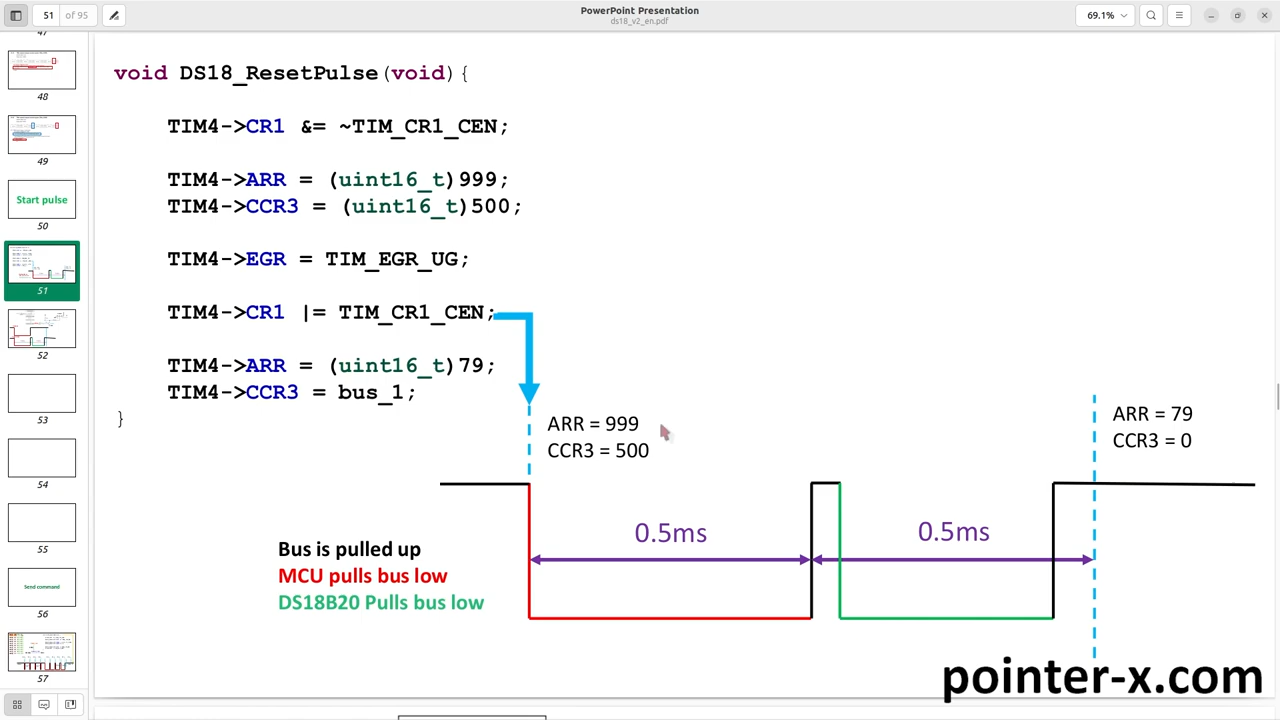 PowerPoint Presentation
ds18_v2_en.pdf
51 of 95
69.1%
47
48
49
Start pulse
50
51
52
53
54
55
Send command
56
57
void DS18_ResetPulse(void){
TIM4->CR1 &= ~TIM_CR1_CEN;
TIM4->ARR = (uint16_t)999;
TIM4->CCR3 = (uint16_t)500;
TIM4->EGR = TIM_EGR_UG;
TIM4->CR1 |= TIM_CR1_CEN;
TIM4->ARR = (uint16_t)79;
TIM4->CCR3 = bus_1;
}
ARR = 999
CCR3 = 500
ARR = 79
CCR3 = 0
0.5ms
0.5ms
Bus is pulled up
MCU pulls bus low
DS18B20 Pulls bus low
pointer-x.com